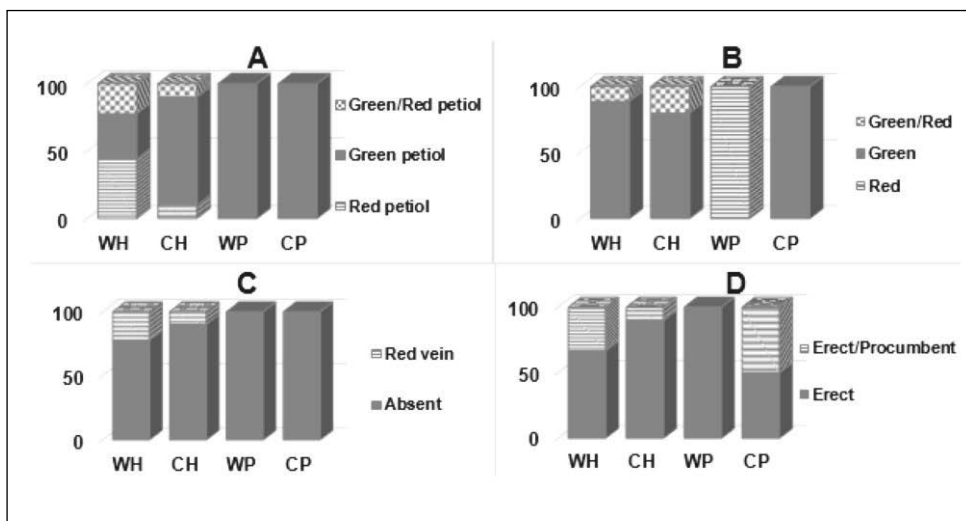 A
100
50
0
WH CH WP CP
Green/Red petiol
Green petiol
Red petiol
B
100
50
0
WH CH WP CP
Green/Red
Green
Red
C
100
50
0
WH CH WP CP
Red vein
Absent
D
100
50
0
WH CH WP CP
Erect/Procumbent
Erect